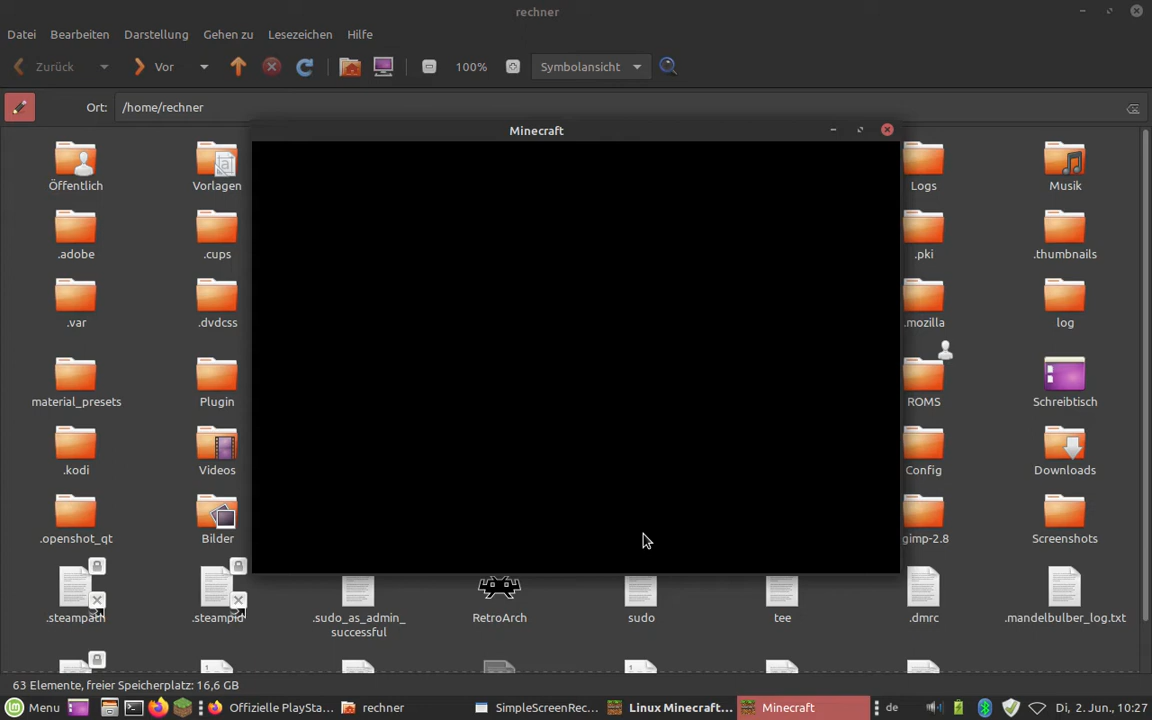 rechner
Datei Bearbeiten Darstellung Gehen zu Lesezeichen Hilfe
Zurück Vor 100% Symbolansicht
Ort: /home/rechner
Minecraft
Öffentlich Vorlagen Logs Musik
.adobe .cups .pki .thumbnails
.var .dvdcss .mozilla log
material_presets Plugin ROMS Schreibtisch
.kodi Videos Config Downloads
.openshot_qt Bilder gimp-2.8 Screenshots
.steampath .steampid .sudo_as_admin_ RetroArch sudo tee .dmrc .mandelbulber_log.txt
successful
63 Elemente, freier Speicherplatz: 16,6 GB
Menu Offizielle PlaySta... rechner SimpleScreenRec... Linux Minecraft... Minecraft de Di, 2. Jun., 10:27